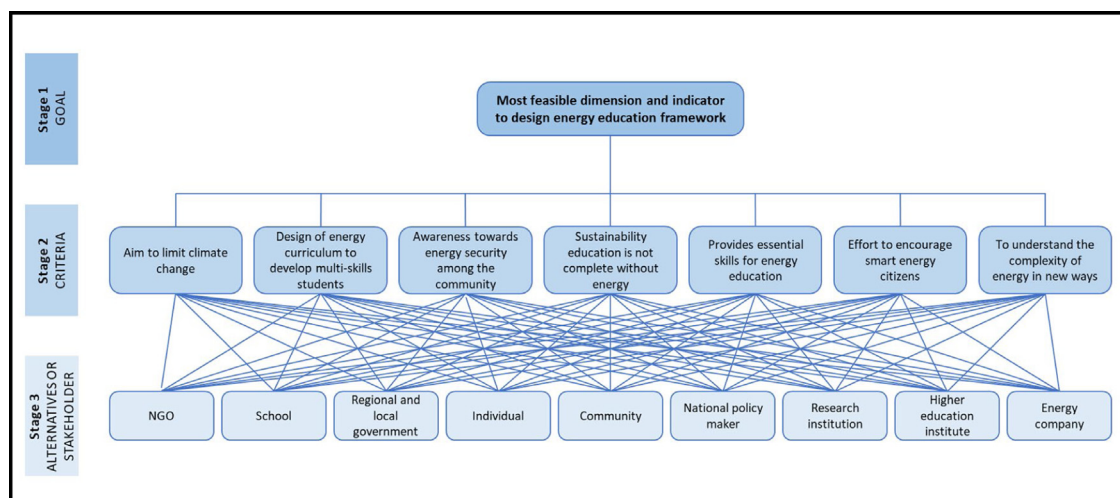 Stage 1
GOAL
Most feasible dimension and indicator
to design energy education framework
Stage 2
CRITERIA
Aim to limit climate
change
Design of energy
curriculum to
develop multi-skills
students
Awareness towards
energy security
among the
community
Sustainability
education is not
complete without
energy
Provides essential
skills for energy
education
Effort to encourage
smart energy
citizens
To understand the
complexity of
energy in new ways
Stage 3
ALTERNATIVES OR
STAKEHOLDER
NGO
School
Regional and
local
government
Individual
Community
National policy
maker
Research
institution
Higher
education
institute
Energy
company